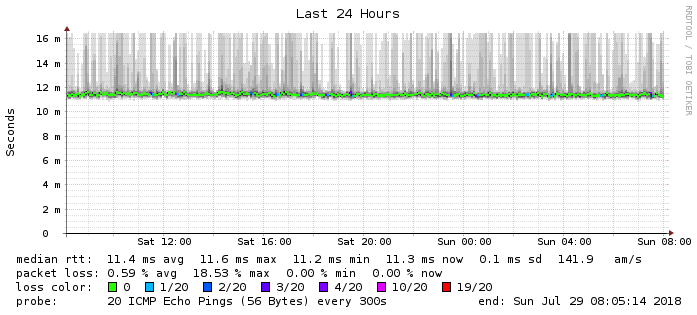 Last 24 Hours
RRDTOOL / TOBI OETIKER
Seconds
16 m
14 m
12 m
10 m
8 m
6 m
4 m
2 m
0
Sat 12:00 Sat 16:00 Sat 20:00 Sun 00:00 Sun 04:00 Sun 08:00
median rtt: 11.4 ms avg 11.6 ms max 11.2 ms min 11.3 ms now 0.1 ms sd 141.9 am/s
packet loss: 0.59 % avg 18.53 % max 0.00 % min 0.00 % now
loss color: 0 1/20 2/20 3/20 4/20 10/20 19/20
probe: 20 ICMP Echo Pings (56 Bytes) every 300s end: Sun Jul 29 08:05:14 2018